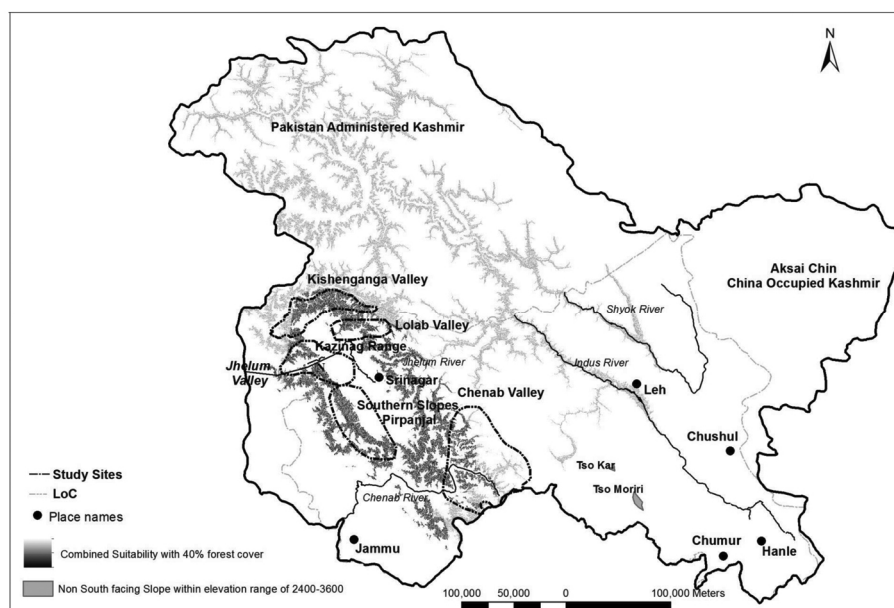 N
Pakistan Administered Kashmir
Aksai Chin
China Occupied Kashmir
Kishenganga Valley
Shyok River
Lolab Valley
Kazinag Range
Jhelum River
Jhelum
Valley
Indus River
Srinagar
Leh
Chenab Valley
Southern Slopes
Pirpanjal
Chushul
Tso Kar
Tso Moriri
Study Sites
LoC
Chenab River
Place names
Jammu
Chumur
Hanle
Combined Suitability with 40% forest cover
Non South facing Slope within elevation range of 2400-3600
100,000 50,000 0 100,000 Meters